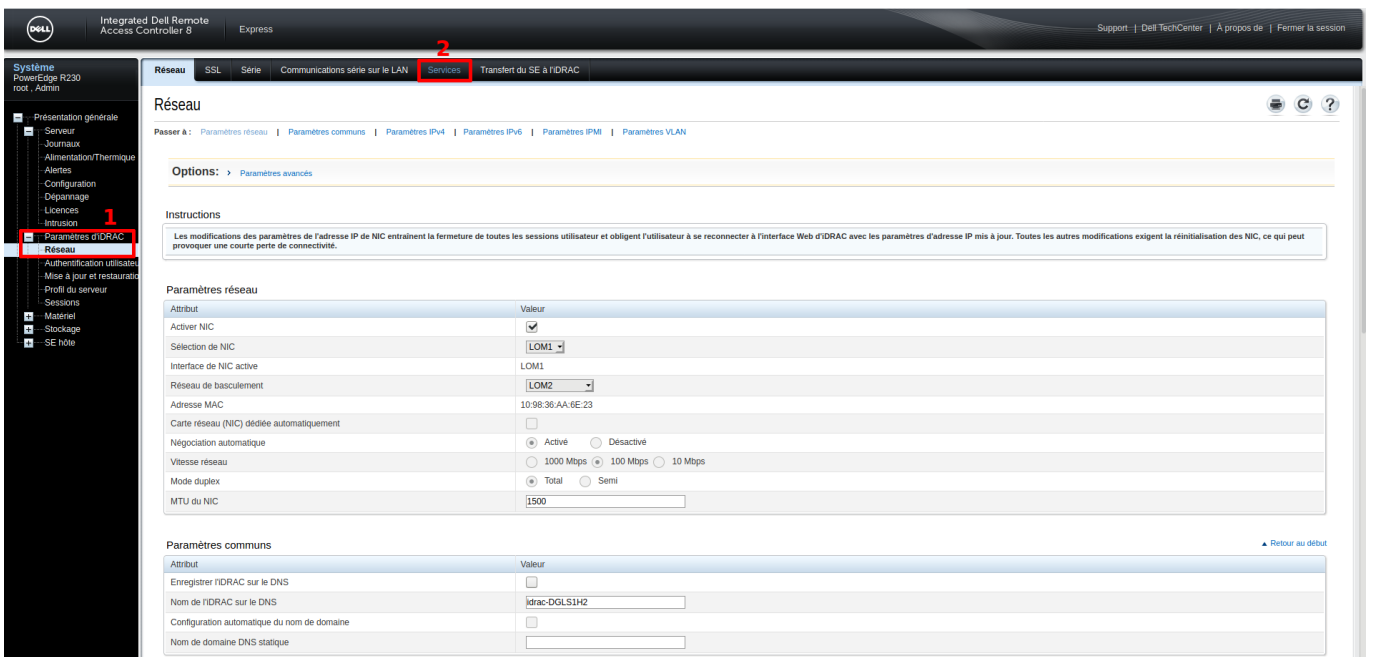 DELL
Integrated Dell Remote
Access Controller 8
Express
Support | Dell TechCenter | À propos de | Fermer la session
2
Système
PowerEdge R230
root , Admin
Réseau SSL Série Communications série sur le LAN Services Transfert du SE à l'iDRAC
Présentation générale
Serveur
Journaux
Alimentation/Thermique
Alertes
Configuration
Dépannage
Licences
Intrusion
1
Paramètres d'iDRAC
Réseau
Authentification utilisateu
Mise à jour et restauratio
Profil du serveur
Sessions
Matériel
Stockage
SE hôte
Réseau
Passer à : Paramètres réseau | Paramètres communs | Paramètres IPv4 | Paramètres IPv6 | Paramètres IPMI | Paramètres VLAN
Options: › Paramètres avancés
Instructions
Les modifications des paramètres de l'adresse IP de NIC entraînent la fermeture de toutes les sessions utilisateur et obligent l'utilisateur à se reconnecter à l'interface Web d'iDRAC avec les paramètres d'adresse IP mis à jour. Toutes les autres modifications exigent la réinitialisation des NIC, ce qui peut
provoquer une courte perte de connectivité.
Paramètres réseau
Attribut Valeur
Activer NIC
Sélection de NIC LOM1
Interface de NIC active LOM1
Réseau de basculement LOM2
Adresse MAC 10:98:36:AA:6E:23
Carte réseau (NIC) dédiée automatiquement
Négociation automatique Activé Désactivé
Vitesse réseau 1000 Mbps 100 Mbps 10 Mbps
Mode duplex Total Semi
MTU du NIC 1500
Paramètres communs ▲ Retour au début
Attribut Valeur
Enregistrer l'iDRAC sur le DNS
Nom de l'iDRAC sur le DNS idrac-DGLS1H2
Configuration automatique du nom de domaine
Nom de domaine DNS statique